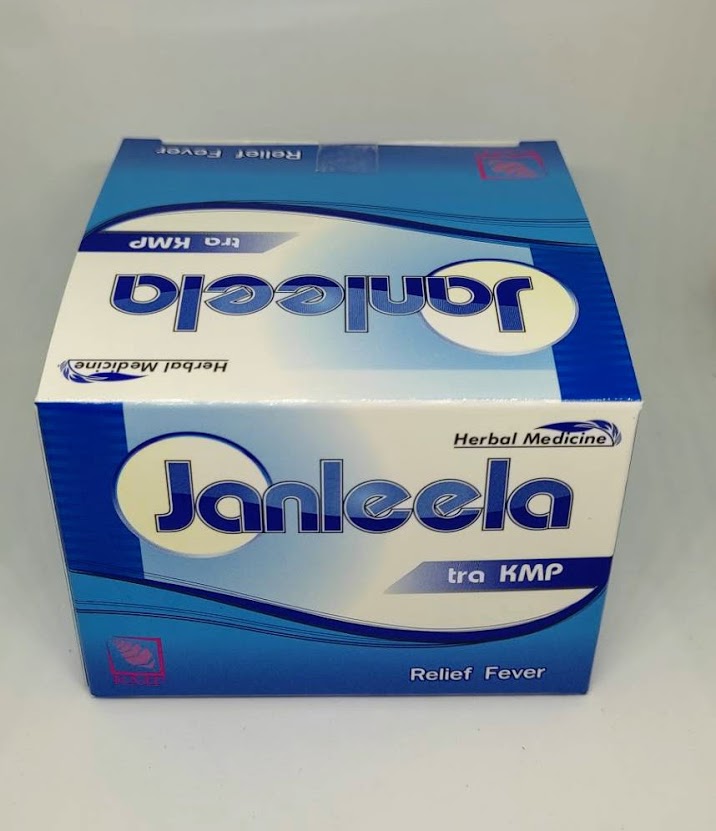 Relief Fever
tra KMP
Janleela
Herbal Medicine
Herbal Medicine
Janleela
tra KMP
Relief Fever